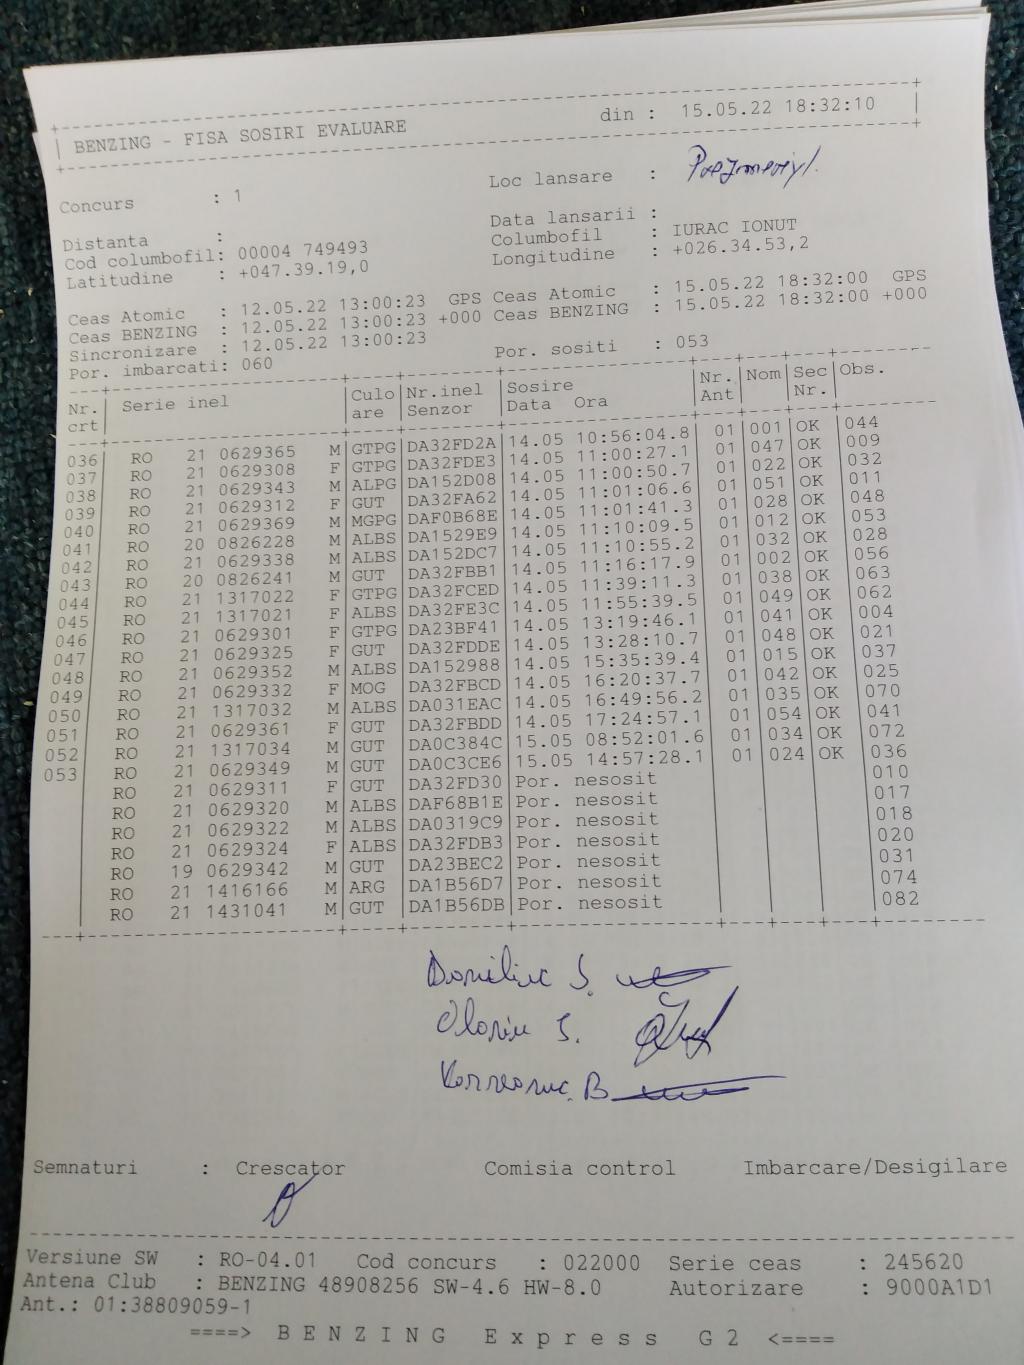 BENZING - FISA SOSIRI EVALUARE din : 15.05.22 18:32:10
Concurs : 1 Loc lansare :
Distanta : Data lansarii :
Cod columbofil: 00004 749493 Columbofil : IURAC IONUT
Latitudine : +047.39.19,0 Longitudine : +026.34.53,2
Ceas Atomic : 12.05.22 13:00:23 GPS Ceas Atomic : 15.05.22 18:32:00 GPS
Ceas BENZING : 12.05.22 13:00:23 +000 Ceas BENZING : 15.05.22 18:32:00 +000
Sincronizare : 12.05.22 13:00:23
Por. imbarcati: 060 Por. sositi : 053
Nr. Serie inel Culo Nr.inel Sosire Nr. Nom Sec Obs.
crt are Senzor Data Ora Ant Nr.
036 RO 21 0629365 M GTPG DA32FD2A 14.05 10:56:04.8 01 001 OK 044
037 RO 21 0629308 F GTPG DA32FDE3 14.05 11:00:27.1 01 047 OK 009
038 RO 21 0629343 M ALPG DA152D08 14.05 11:00:50.7 01 022 OK 032
039 RO 21 0629312 F GUT DA32FA62 14.05 11:01:06.6 01 051 OK 011
040 RO 21 0629369 M MGPG DAF0B68E 14.05 11:01:41.3 01 028 OK 048
041 RO 20 0826228 M ALBS DA1529E9 14.05 11:10:09.5 01 012 OK 053
042 RO 21 0629338 M ALBS DA152DC7 14.05 11:10:55.2 01 032 OK 028
043 RO 20 0826241 M GUT DA32FBB1 14.05 11:16:17.9 01 002 OK 056
044 RO 21 1317022 F GTPG DA32FCED 14.05 11:39:11.3 01 038 OK 063
045 RO 21 1317021 F ALBS DA32FE3C 14.05 11:55:39.5 01 049 OK 062
046 RO 21 0629301 F GTPG DA23BF41 14.05 13:19:46.1 01 041 OK 004
047 RO 21 0629325 F GUT DA32FDDE 14.05 13:28:10.7 01 048 OK 021
048 RO 21 0629352 M ALBS DA152988 14.05 15:35:39.4 01 015 OK 037
049 RO 21 0629332 F MOG DA32FBCD 14.05 16:20:37.7 01 042 OK 025
050 RO 21 1317032 M ALBS DA031EAC 14.05 16:49:56.2 01 035 OK 070
051 RO 21 0629361 F GUT DA32FBDD 14.05 17:24:57.1 01 054 OK 041
052 RO 21 1317034 M GUT DA0C384C 15.05 08:52:01.6 01 034 OK 072
053 RO 21 0629349 M GUT DA0C3CE6 15.05 14:57:28.1 01 024 OK 036
RO 21 0629311 F GUT DA32FD30 Por. nesosit 010
RO 21 0629320 M ALBS DAF68B1E Por. nesosit 017
RO 21 0629322 M ALBS DA0319C9 Por. nesosit 018
RO 21 0629324 F ALBS DA32FDB3 Por. nesosit 020
RO 19 0629342 M GUT DA23BEC2 Por. nesosit 031
RO 21 1416166 M ARG DA1B56D7 Por. nesosit 074
RO 21 1431041 M GUT DA1B56DB Por. nesosit 082
Semnaturi : Crescator Comisia control Imbarcare/Desigilare
Versiune SW : RO-04.01 Cod concurs : 022000 Serie ceas : 245620
Antena Club : BENZING 48908256 SW-4.6 HW-8.0 Autorizare : 9000A1D1
Ant.: 01:38809059-1
====> BENZING Express G2 <====